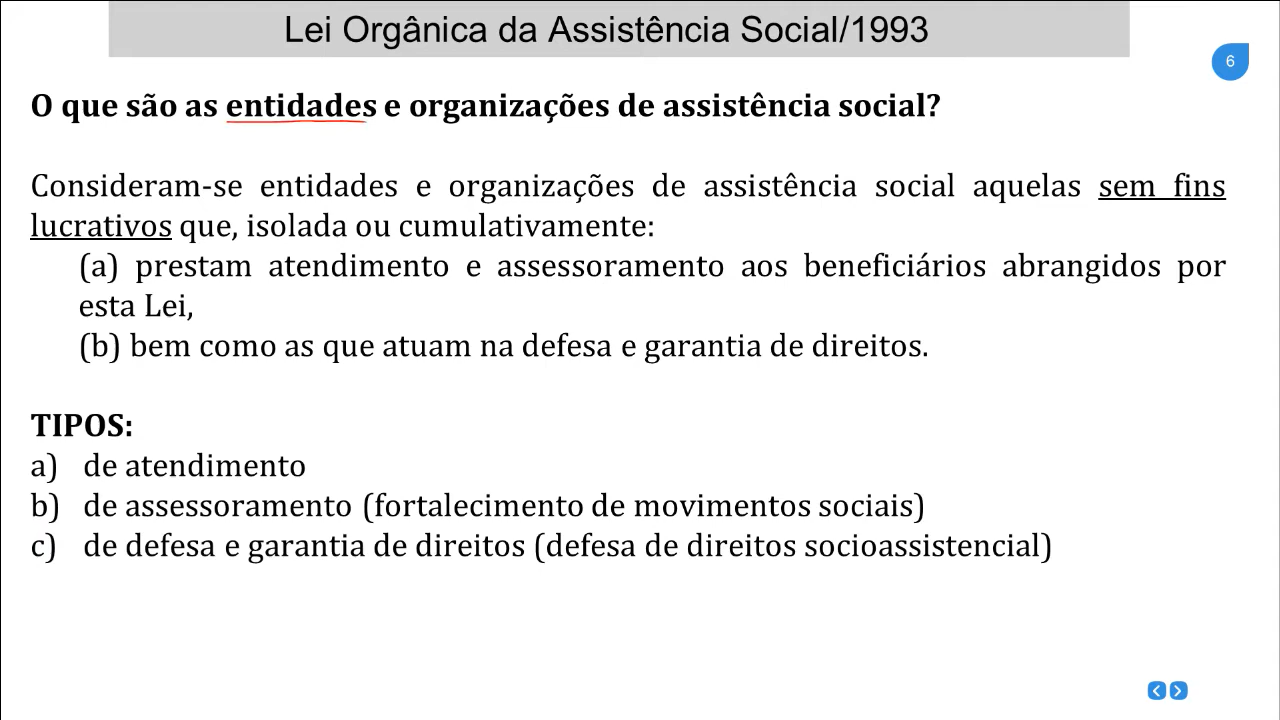 Lei Orgânica da Assistência Social/1993
6
O que são as entidades e organizações de assistência social?
Consideram-se entidades e organizações de assistência social aquelas sem fins
lucrativos que, isolada ou cumulativamente:
(a) prestam atendimento e assessoramento aos beneficiários abrangidos por
esta Lei,
(b) bem como as que atuam na defesa e garantia de direitos.
TIPOS:
a) de atendimento
b) de assessoramento (fortalecimento de movimentos sociais)
c) de defesa e garantia de direitos (defesa de direitos socioassistencial)